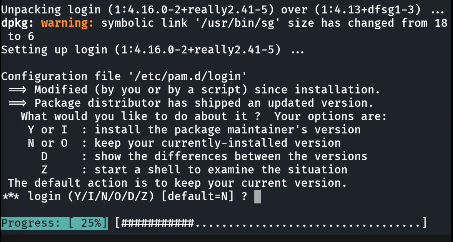 Unpacking login (1:4.16.0-2+really2.41-5) over (1:4.13+dfsg1-3) ...
dpkg: warning: symbolic link '/usr/bin/sg' size has changed from 18
 to 6
Setting up login (1:4.16.0-2+really2.41-5) ...

Configuration file '/etc/pam.d/login'
 ==> Modified (by you or by a script) since installation.
 ==> Package distributor has shipped an updated version.
   What would you like to do about it ?  Your options are:
    Y or I  : install the package maintainer's version
    N or O  : keep your currently-installed version
      D     : show the differences between the versions
      Z     : start a shell to examine the situation
 The default action is to keep your current version.
*** login (Y/I/N/O/D/Z) [default=N] ?
Progress: [ 25%] [###########.................................]